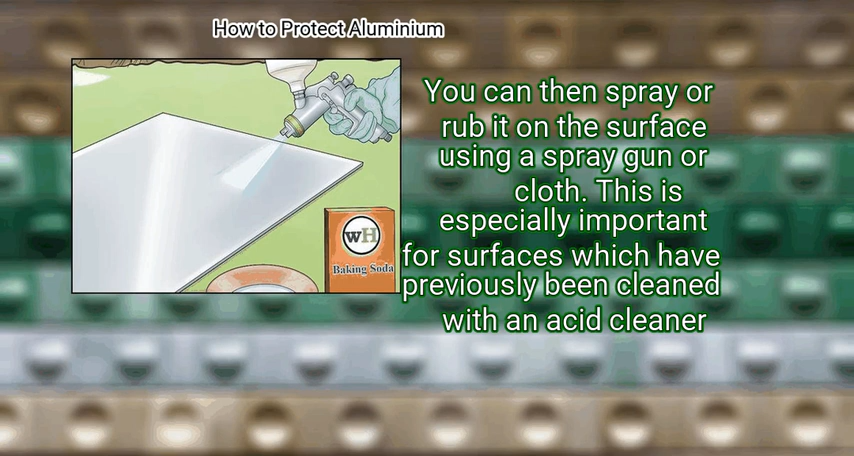 How to Protect Aluminium
You can then spray or
rub it on the surface
using a spray gun or
cloth. This is
especially important
for surfaces which have
previously been cleaned
with an acid cleaner
wH
Baking Soda